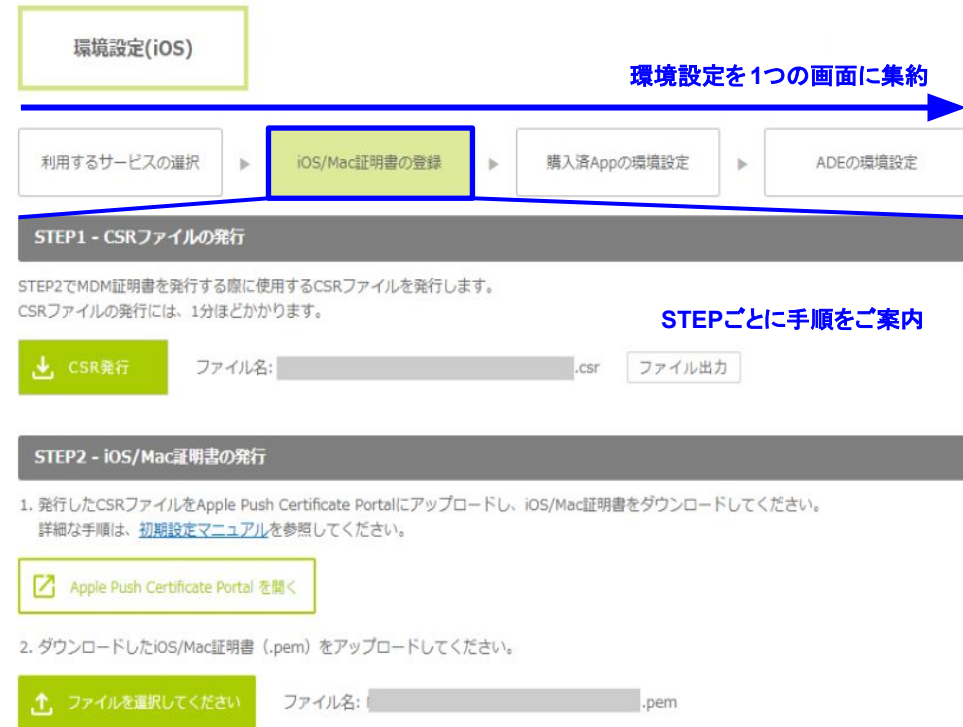 環境設定(iOS)
環境設定を1つの画面に集約
利用するサービスの選択
iOS/Mac証明書の登録
購入済Appの環境設定
ADEの環境設定
STEP1 - CSRファイルの発行
STEP2でMDM証明書を発行する際に使用するCSRファイルを発行します。
CSRファイルの発行には、1分ほどかかります。
STEPごとに手順をご案内
CSR発行 ファイル名: .csr ファイル出力
STEP2 - iOS/Mac証明書の発行
1. 発行したCSRファイルをApple Push Certificate Portalにアップロードし、iOS/Mac証明書をダウンロードしてください。
詳細な手順は、初期設定マニュアルを参照してください。
Apple Push Certificate Portal を開く
2. ダウンロードしたiOS/Mac証明書（.pem）をアップロードしてください。
ファイルを選択してください ファイル名: .pem